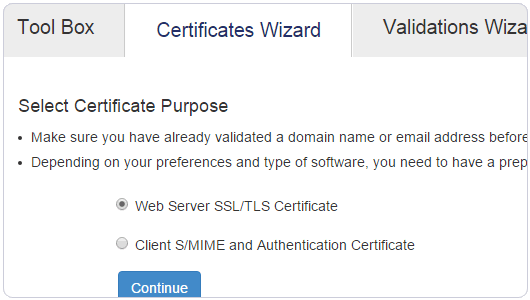 Tool Box
Certificates Wizard
Validations Wiza
Select Certificate Purpose
• Make sure you have already validated a domain name or email address before
• Depending on your preferences and type of software, you need to have a prep
Web Server SSL/TLS Certificate
Client S/MIME and Authentication Certificate
Continue